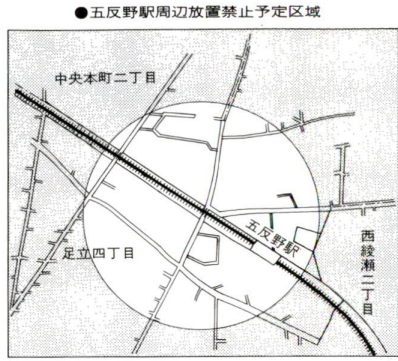 ●五反野駅周辺放置禁止予定区域
中央本町二丁目
五反野駅
足立四丁目
西綾瀬二丁目